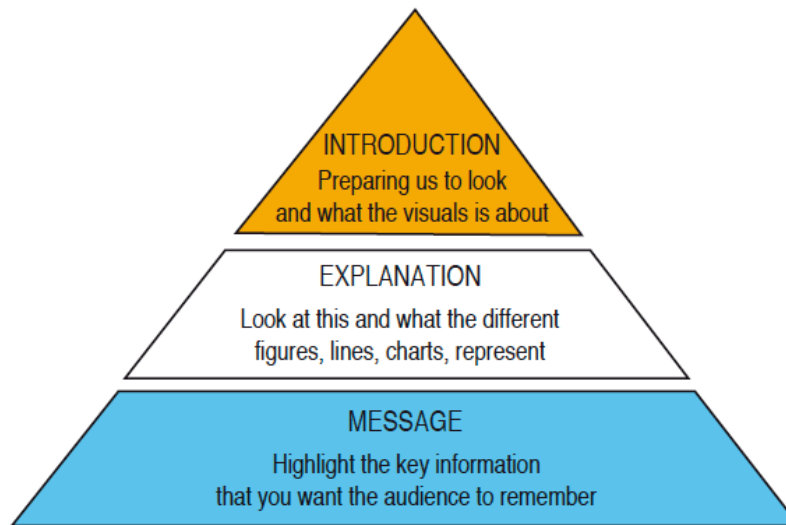 INTRODUCTION
Preparing us to look
and what the visuals is about
EXPLANATION
Look at this and what the different
figures, lines, charts, represent
MESSAGE
Highlight the key information
that you want the audience to remember